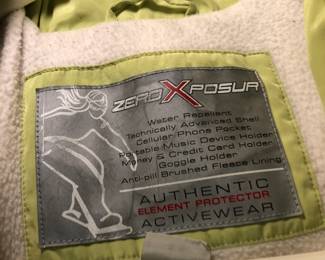 ZEROXPOSUR
Water Repellent
Technically Advanced Shell
Cellular Phone Pocket
Portable Music Device Holder
Money & Credit Card Holder
Goggle Holder
Anti-pill Brushed Fleece Lining
AUTHENTIC
ELEMENT PROTECTOR
ACTIVEWEAR